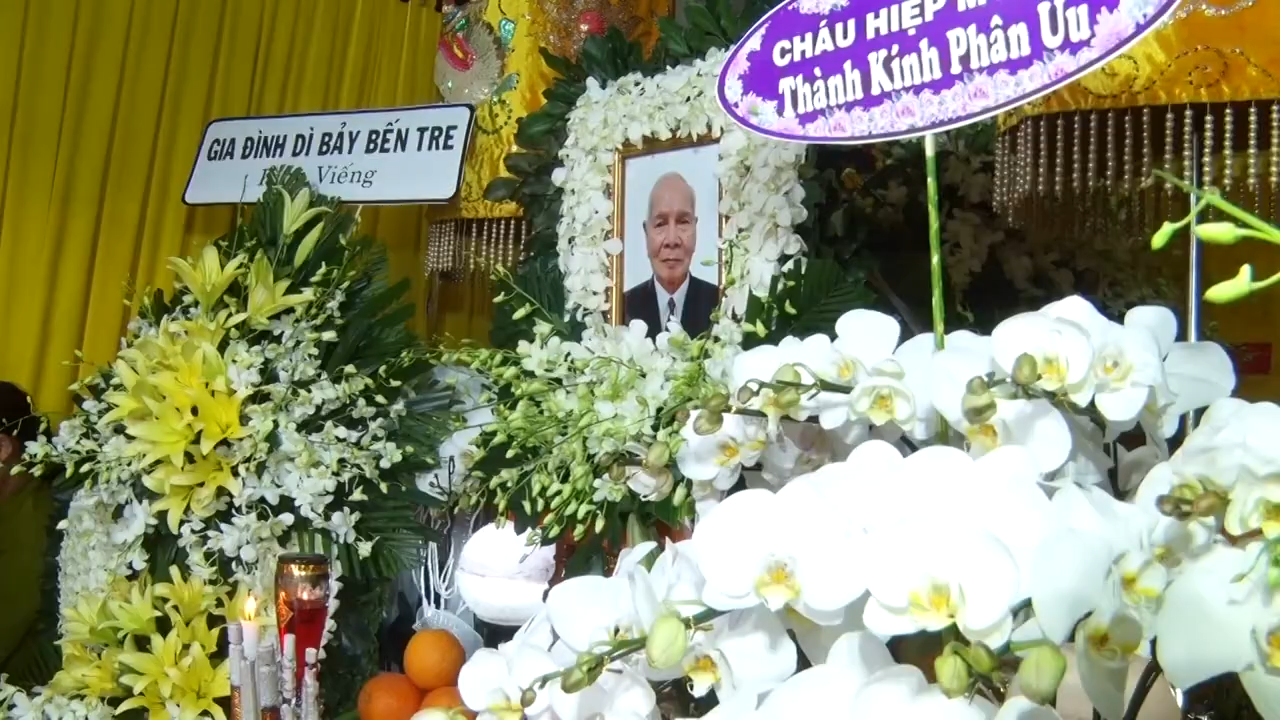 CHÁU HIỆP
Thành Kính Phân Ưu
GIA ĐÌNH DÌ BẢY BẾN TRE
Viếng